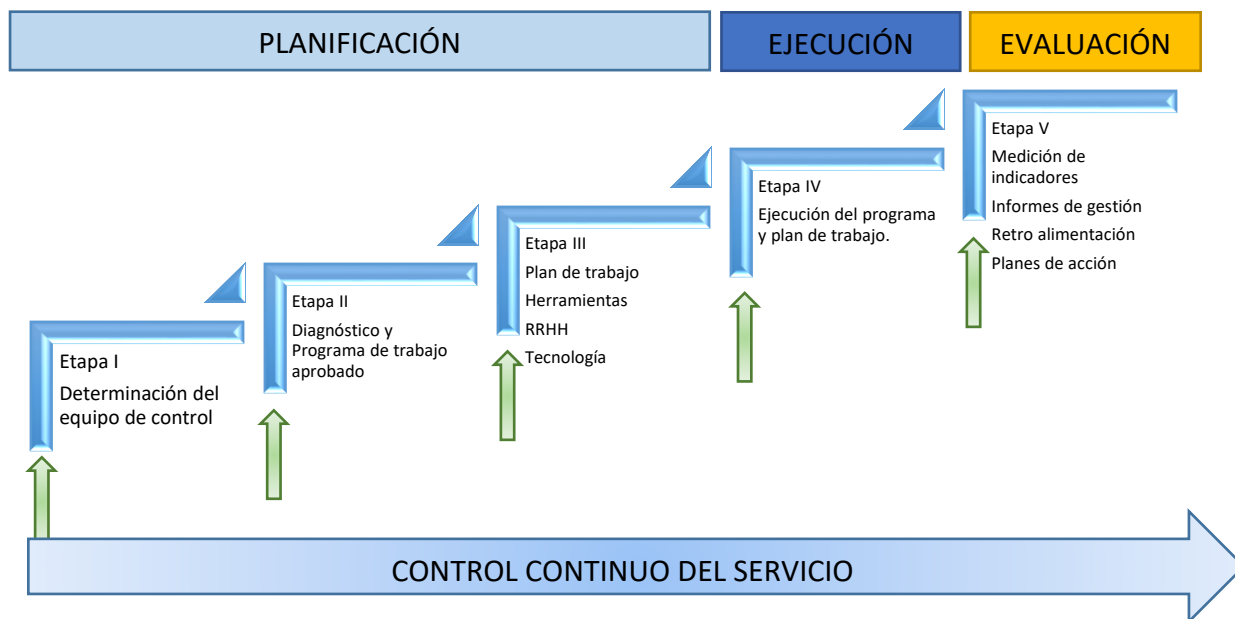 PLANIFICACIÓN
EJECUCIÓN
EVALUACIÓN
Etapa I
Determinación del
equipo de control
Etapa II
Diagnóstico y
Programa de trabajo
aprobado
Etapa III
Plan de trabajo
Herramientas
RRHH
Tecnología
Etapa IV
Ejecución del programa
y plan de trabajo.
Etapa V
Medición de
indicadores
Informes de gestión
Retro alimentación
Planes de acción
CONTROL CONTINUO DEL SERVICIO